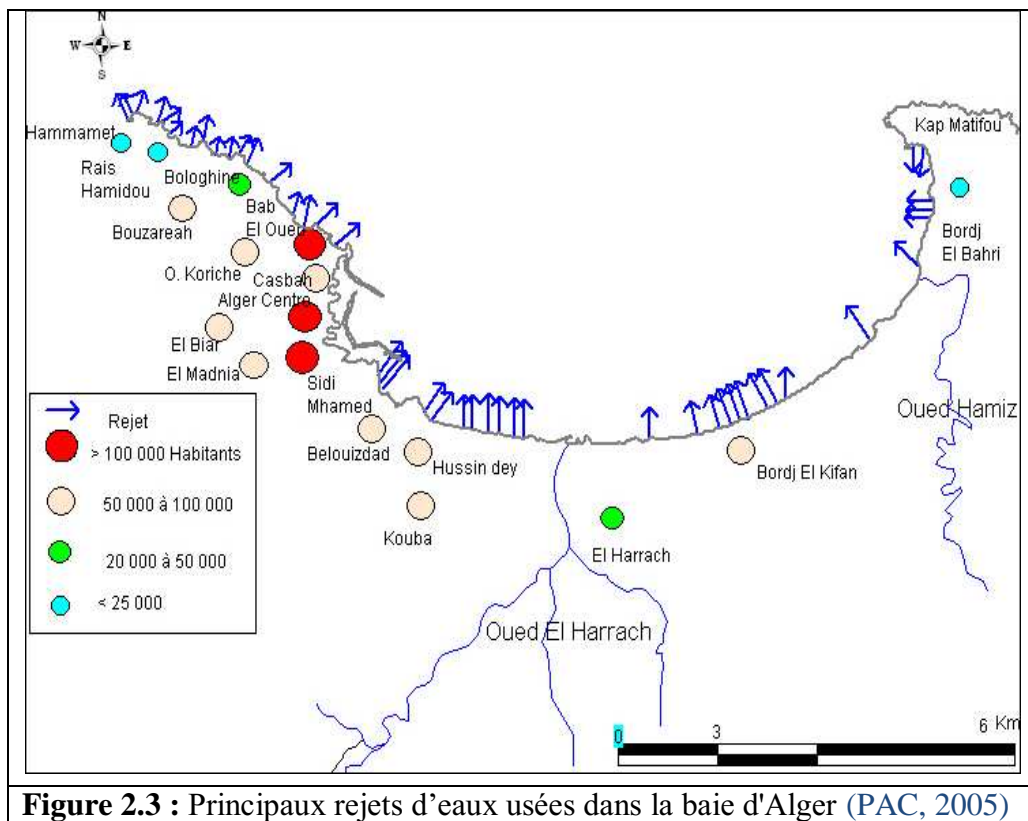 N
W E
S
Hammamet
Rais
Hamidou
Bologhine
Bouzareah
Bab
El Oued
O. Koriche
Casbah
Alger Centre
El Biar
El Madnia
Sidi
Mhamed
Belouizdad
Hussin dey
Kouba
El Harrach
Bordj El Kifan
Kap Matifou
Bordj
El Bahri
Oued Hamiz
Oued El Harrach
Rejet
> 100 000 Habitants
50 000 à 100 000
20 000 à 50 000
< 25 000
0 3 6 Km
Figure 2.3 : Principaux rejets d’eaux usées dans la baie d'Alger (PAC, 2005)